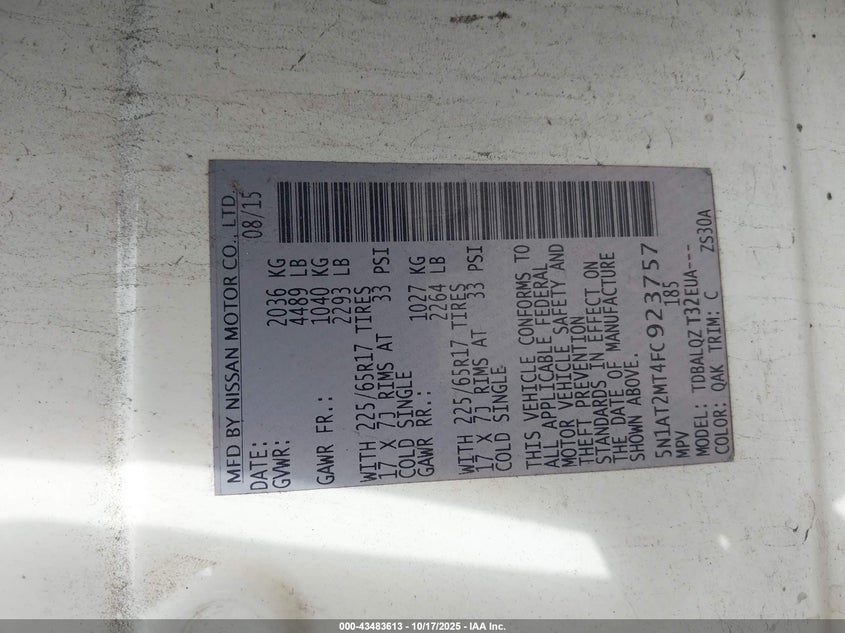 MFD BY NISSAN MOTOR CO., LTD.
DATE: 08/15
GVWR: 2036 KG
4489 LB
GAWR FR.: 1040 KG
2293 LB
WITH 225/65R17 TIRES
17 X 7J RIMS AT 33 PSI
COLD SINGLE
GAWR RR.: 1027 KG
2264 LB
WITH 225/65R17 TIRES
17 X 7J RIMS AT 33 PSI
COLD SINGLE
THIS VEHICLE CONFORMS TO
ALL APPLICABLE FEDERAL
MOTOR VEHICLE SAFETY AND
THEFT PREVENTION
STANDARDS IN EFFECT ON
THE DATE OF MANUFACTURE
SHOWN ABOVE.
5N1AT2MT4FC923757
MPV 185
MODEL: TDBALQZ T32EUA---
COLOR: QAK TRIM: C ZS30A
000-43483613 - 10/17/2025 - IAA Inc.